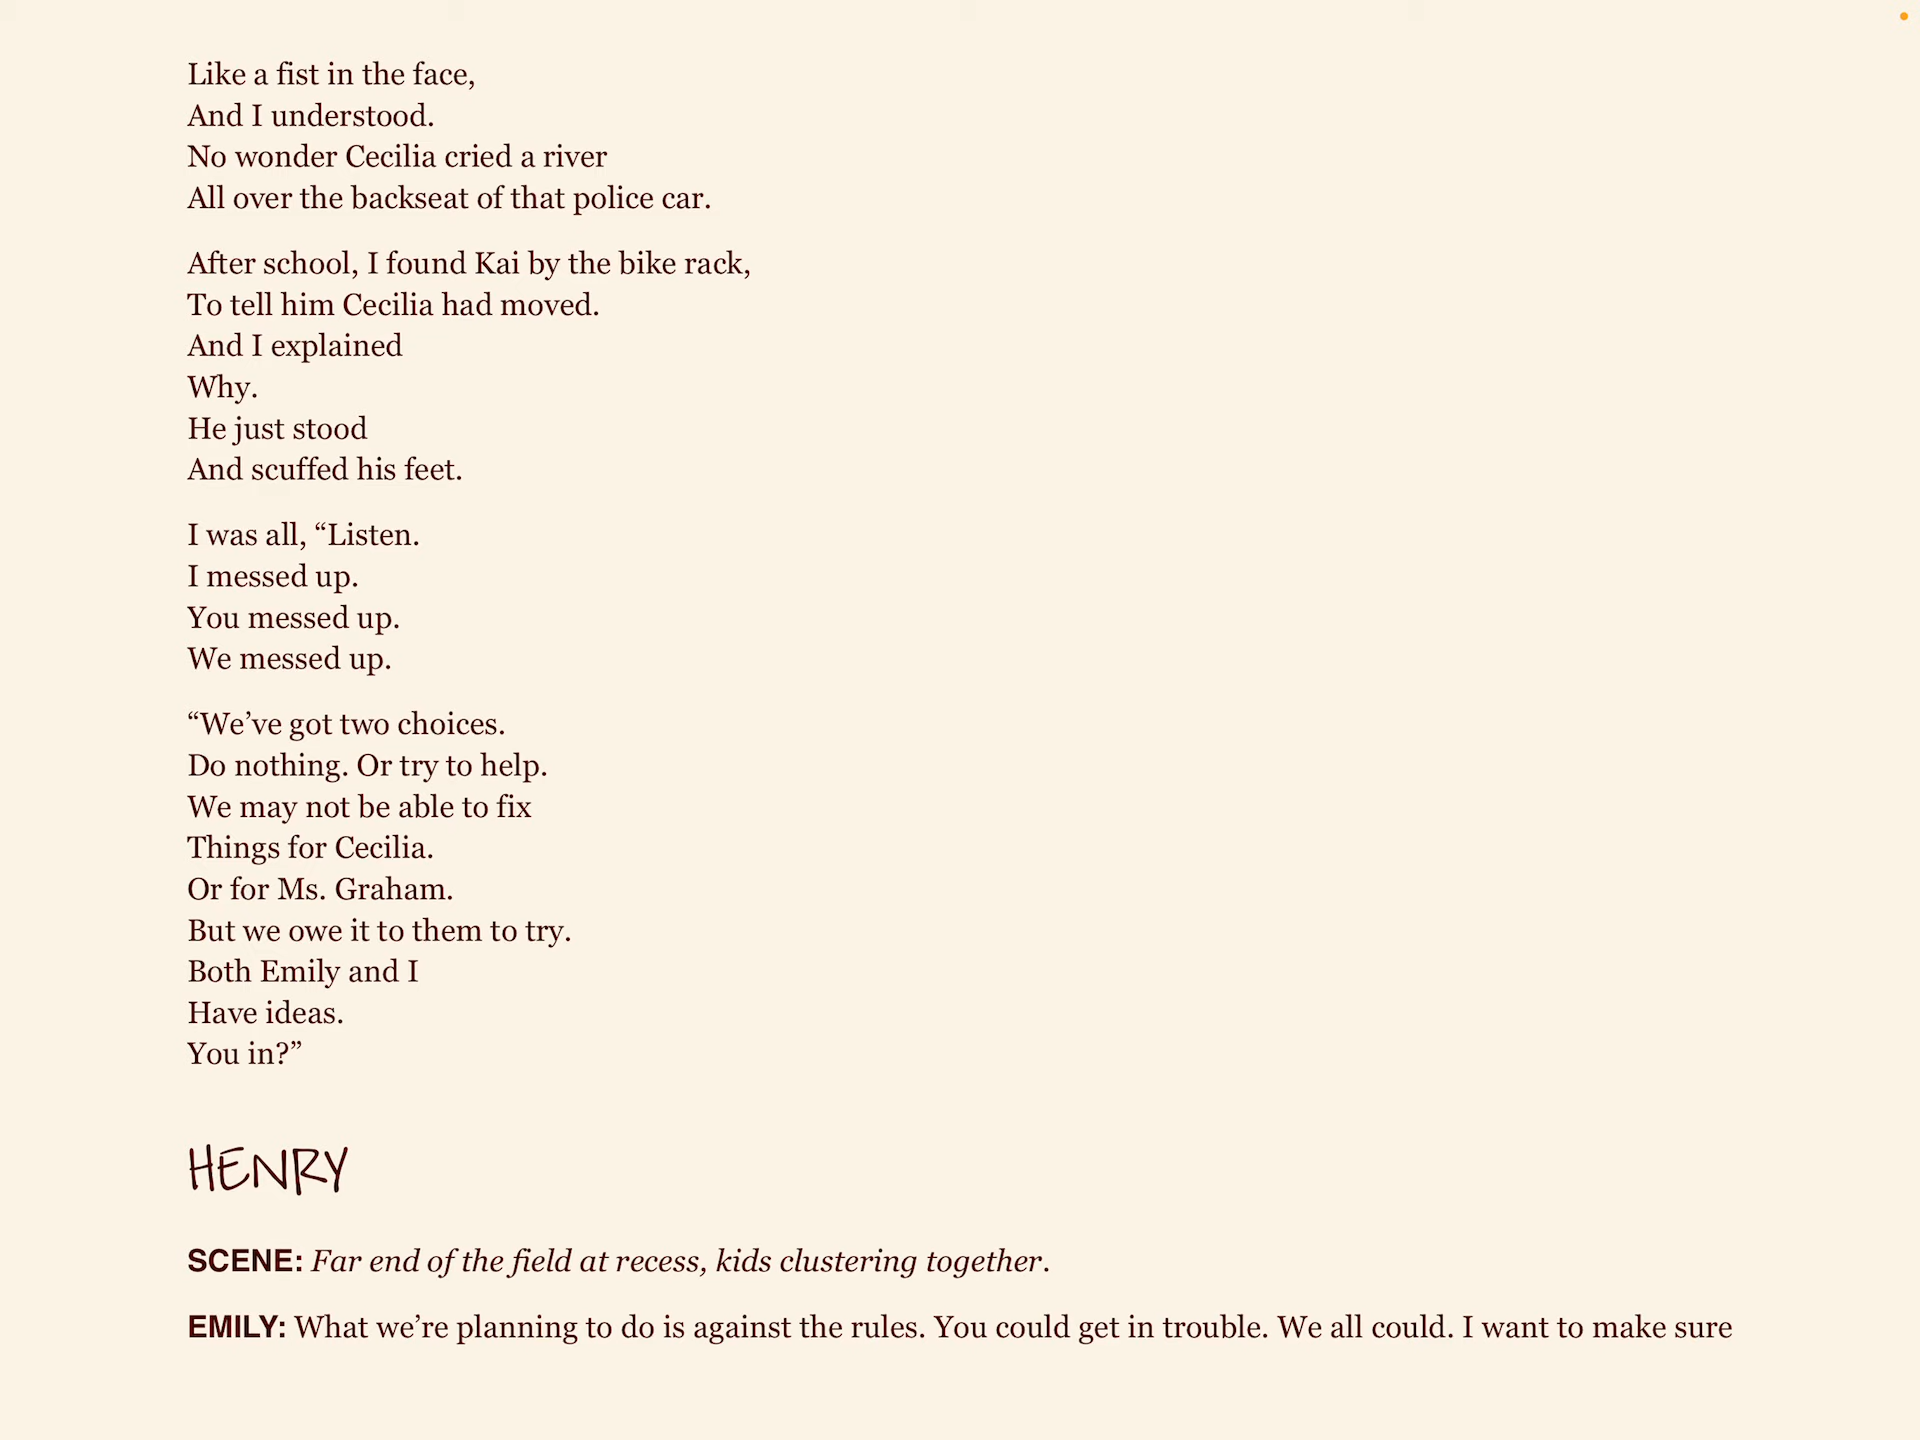 Like a fist in the face,
And I understood.
No wonder Cecilia cried a river
All over the backseat of that police car.
After school, I found Kai by the bike rack,
To tell him Cecilia had moved.
And I explained
Why.
He just stood
And scuffed his feet.
I was all, “Listen.
I messed up.
You messed up.
We messed up.
“We’ve got two choices.
Do nothing. Or try to help.
We may not be able to fix
Things for Cecilia.
Or for Ms. Graham.
But we owe it to them to try.
Both Emily and I
Have ideas.
You in?”
HENRY
SCENE: Far end of the field at recess, kids clustering together.
EMILY: What we’re planning to do is against the rules. You could get in trouble. We all could. I want to make sure